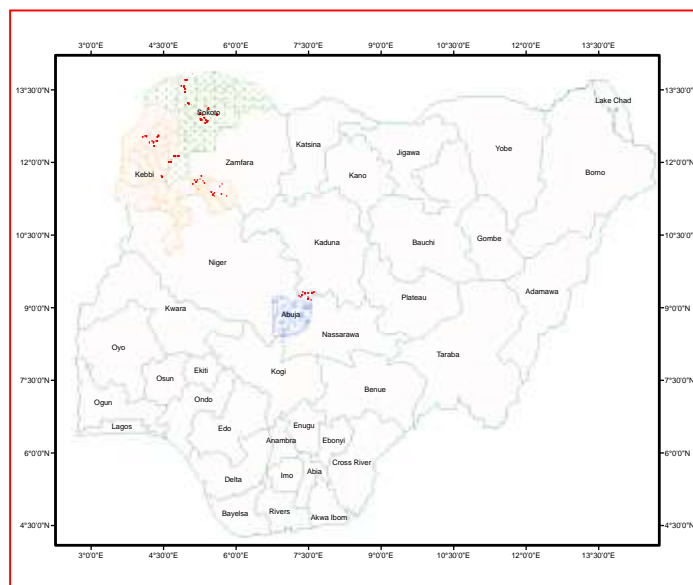 3°0'0"E 4°30'0"E 6°0'0"E 7°30'0"E 9°0'0"E 10°30'0"E 12°0'0"E 13°30'0"E
13°30'0"N 13°30'0"N
Lake Chad
Sokoto
Katsina Jigawa Yobe
12°0'0"N Zamfara 12°0'0"N
Kebbi Kano Borno
10°30'0"N Kaduna Bauchi Gombe 10°30'0"N
Niger
Adamawa
Plateau
9°0'0"N Kwara Abuja 9°0'0"N
Nassarawa
Oyo Taraba
Ekiti Kogi
7°30'0"N Osun 7°30'0"N
Benue
Ogun Ondo
Lagos Edo Enugu
Anambra Ebonyi
6°0'0"N 6°0'0"N
Cross River
Delta Imo Abia
Bayelsa Rivers Akwa Ibom
4°30'0"N 4°30'0"N
3°0'0"E 4°30'0"E 6°0'0"E 7°30'0"E 9°0'0"E 10°30'0"E 12°0'0"E 13°30'0"E